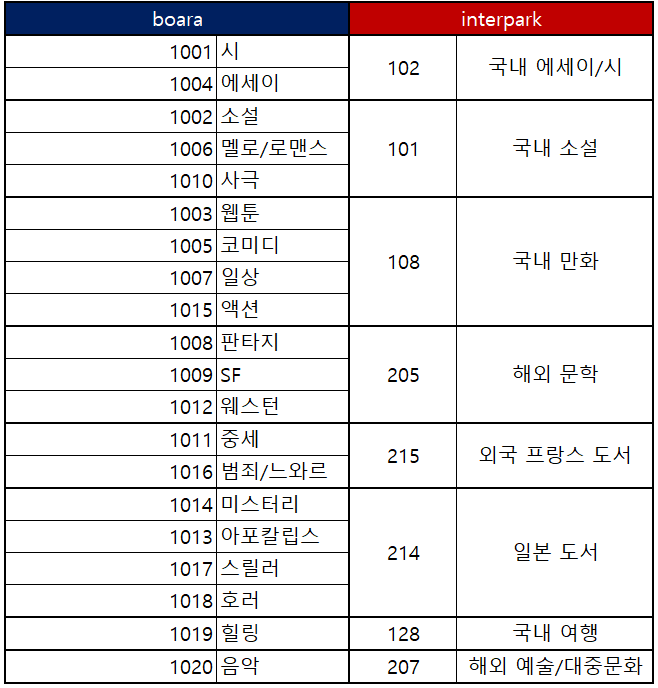 boara interpark
1001 시 102 국내 에세이/시
1004 에세이
1002 소설 101 국내 소설
1006 멜로/로맨스
1010 사극
1003 웹툰 108 국내 만화
1005 코미디
1007 일상
1015 액션
1008 판타지 205 해외 문학
1009 SF
1012 웨스턴
1011 중세 215 외국 프랑스 도서
1016 범죄/느와르
1014 미스터리 214 일본 도서
1013 아포칼립스
1017 스릴러
1018 호러
1019 힐링 128 국내 여행
1020 음악 207 해외 예술/대중문화